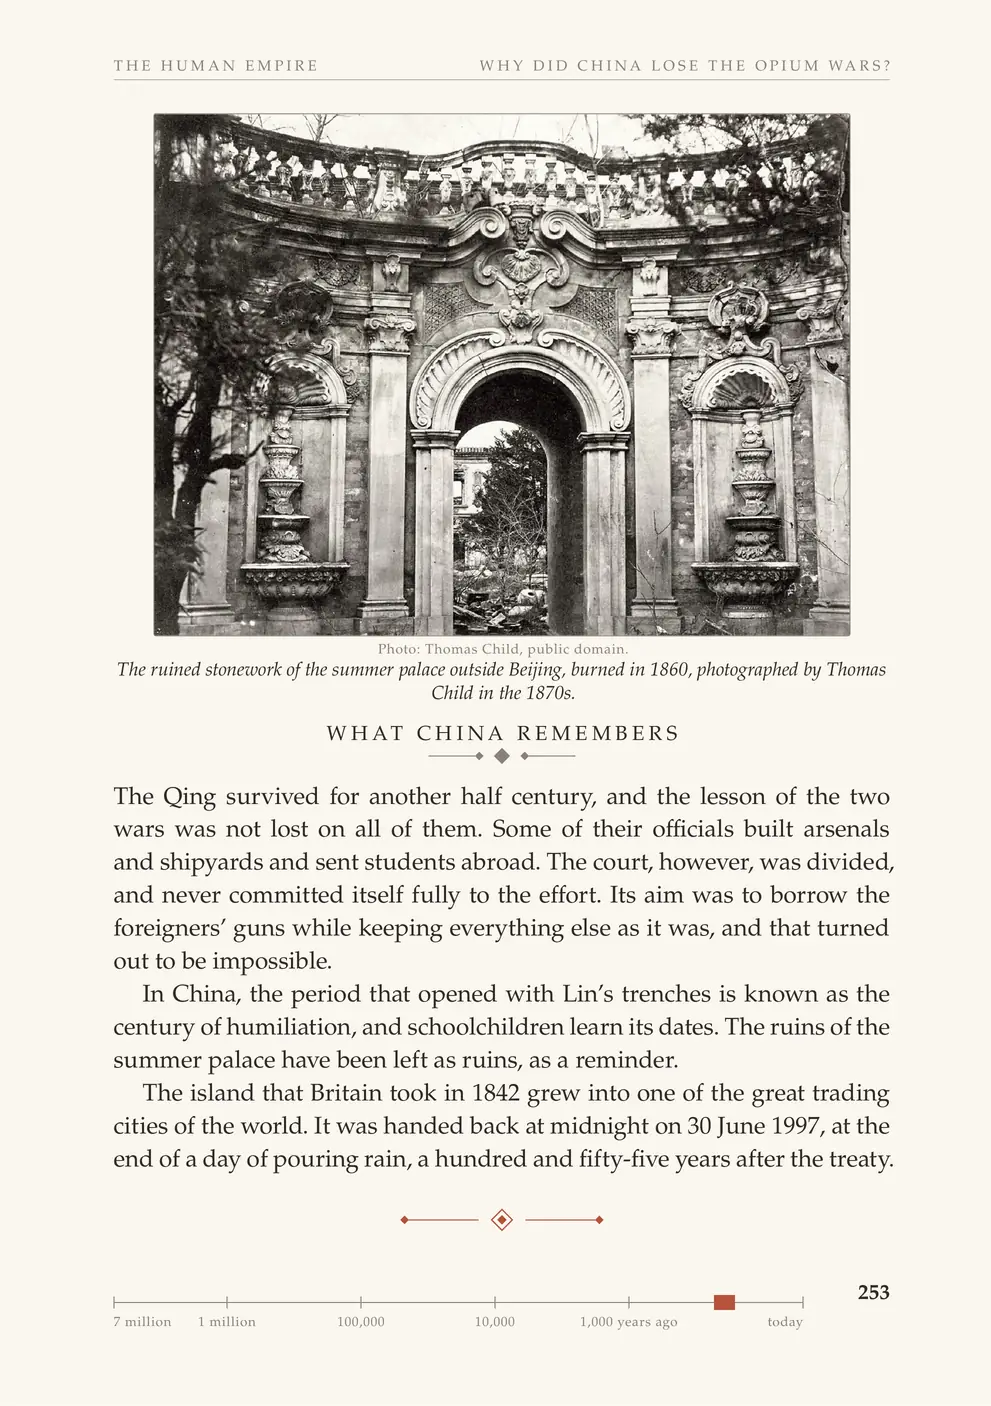 THE HUMAN EMPIRE
WHY DID CHINA LOSE THE OPIUM WARS?
Photo: Thomas Child, public domain.
The ruined stonework of the summer palace outside Beijing, burned in 1860, photographed by Thomas
Child in the 1870s.
WHAT CHINA REMEMBERS
The Qing survived for another half century, and the lesson of the two
wars was not lost on all of them. Some of their officials built arsenals
and shipyards and sent students abroad. The court, however, was divided,
and never committed itself fully to the effort. Its aim was to borrow the
foreigners’ guns while keeping everything else as it was, and that turned
out to be impossible.
In China, the period that opened with Lin’s trenches is known as the
century of humiliation, and schoolchildren learn its dates. The ruins of the
summer palace have been left as ruins, as a reminder.
The island that Britain took in 1842 grew into one of the great trading
cities of the world. It was handed back at midnight on 30 June 1997, at the
end of a day of pouring rain, a hundred and fifty-five years after the treaty.
253
7 million 1 million 100,000 10,000 1,000 years ago today